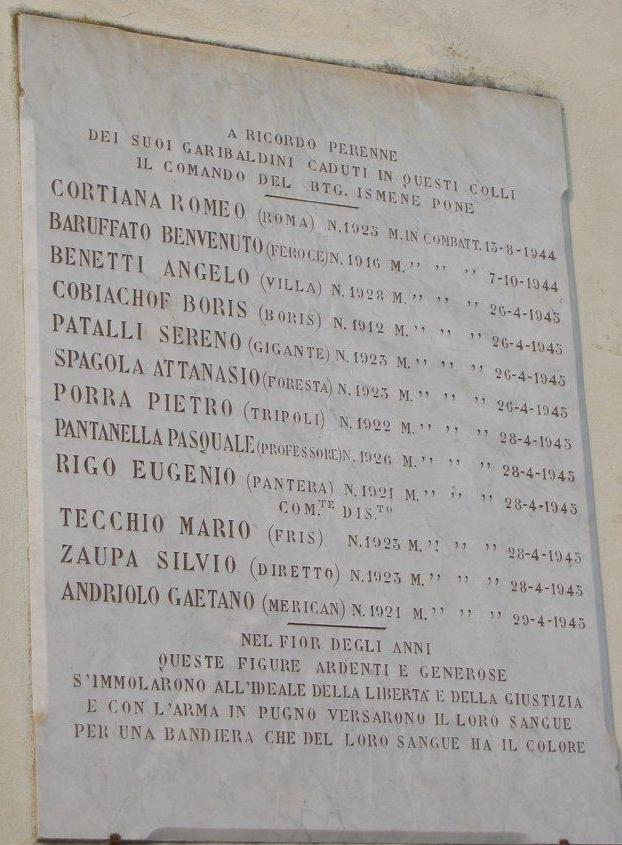 A RICORDO PERENNE
DEI SUOI GARIBALDINI CADUTI IN QUESTI COLLI
IL COMANDO DEL BTG. ISMENE PONE
CORTIANA ROMEO (ROMA) N.1925 M.IN COMBATT. 15-8-1944
BARUFFATO BENVENUTO (FEROCE) N.1916 M. '' '' '' 7-10-1944
BENETTI ANGELO (VILLA) N.1928 M. '' '' '' 26-4-1945
COBIACHOF BORIS (BORIS) N.1912 M. '' '' '' 26-4-1945
PATALLI SERENO (GIGANTE) N.1925 M. '' '' '' 26-4-1945
SPAGOLA ATTANASIO (FORESTA) N.1925 M. '' '' '' 26-4-1945
PORRA PIETRO (TRIPOLI) N.1922 M. '' '' '' 28-4-1945
PANTANELLA PASQUALE (PROFESSORE) N.1926 M. '' '' '' 28-4-1945
RIGO EUGENIO (PANTERA) N.1921 M. '' '' '' 28-4-1945
COM.TE DIS.TO
TECCHIO MARIO (FRIS) N.1925 M. '' '' '' 28-4-1945
ZAUPA SILVIO (DIRETTO) N.1925 M. '' '' '' 28-4-1945
ANDRIOLO GAETANO (MERICAN) N.1921 M. '' '' '' 29-4-1945
NEL FIOR DEGLI ANNI
QUESTE FIGURE ARDENTI E GENEROSE
S'IMMOLARONO ALL'IDEALE DELLA LIBERTA' E DELLA GIUSTIZIA
E CON L'ARMA IN PUGNO VERSARONO IL LORO SANGUE
PER UNA BANDIERA CHE DEL LORO SANGUE HA IL COLORE